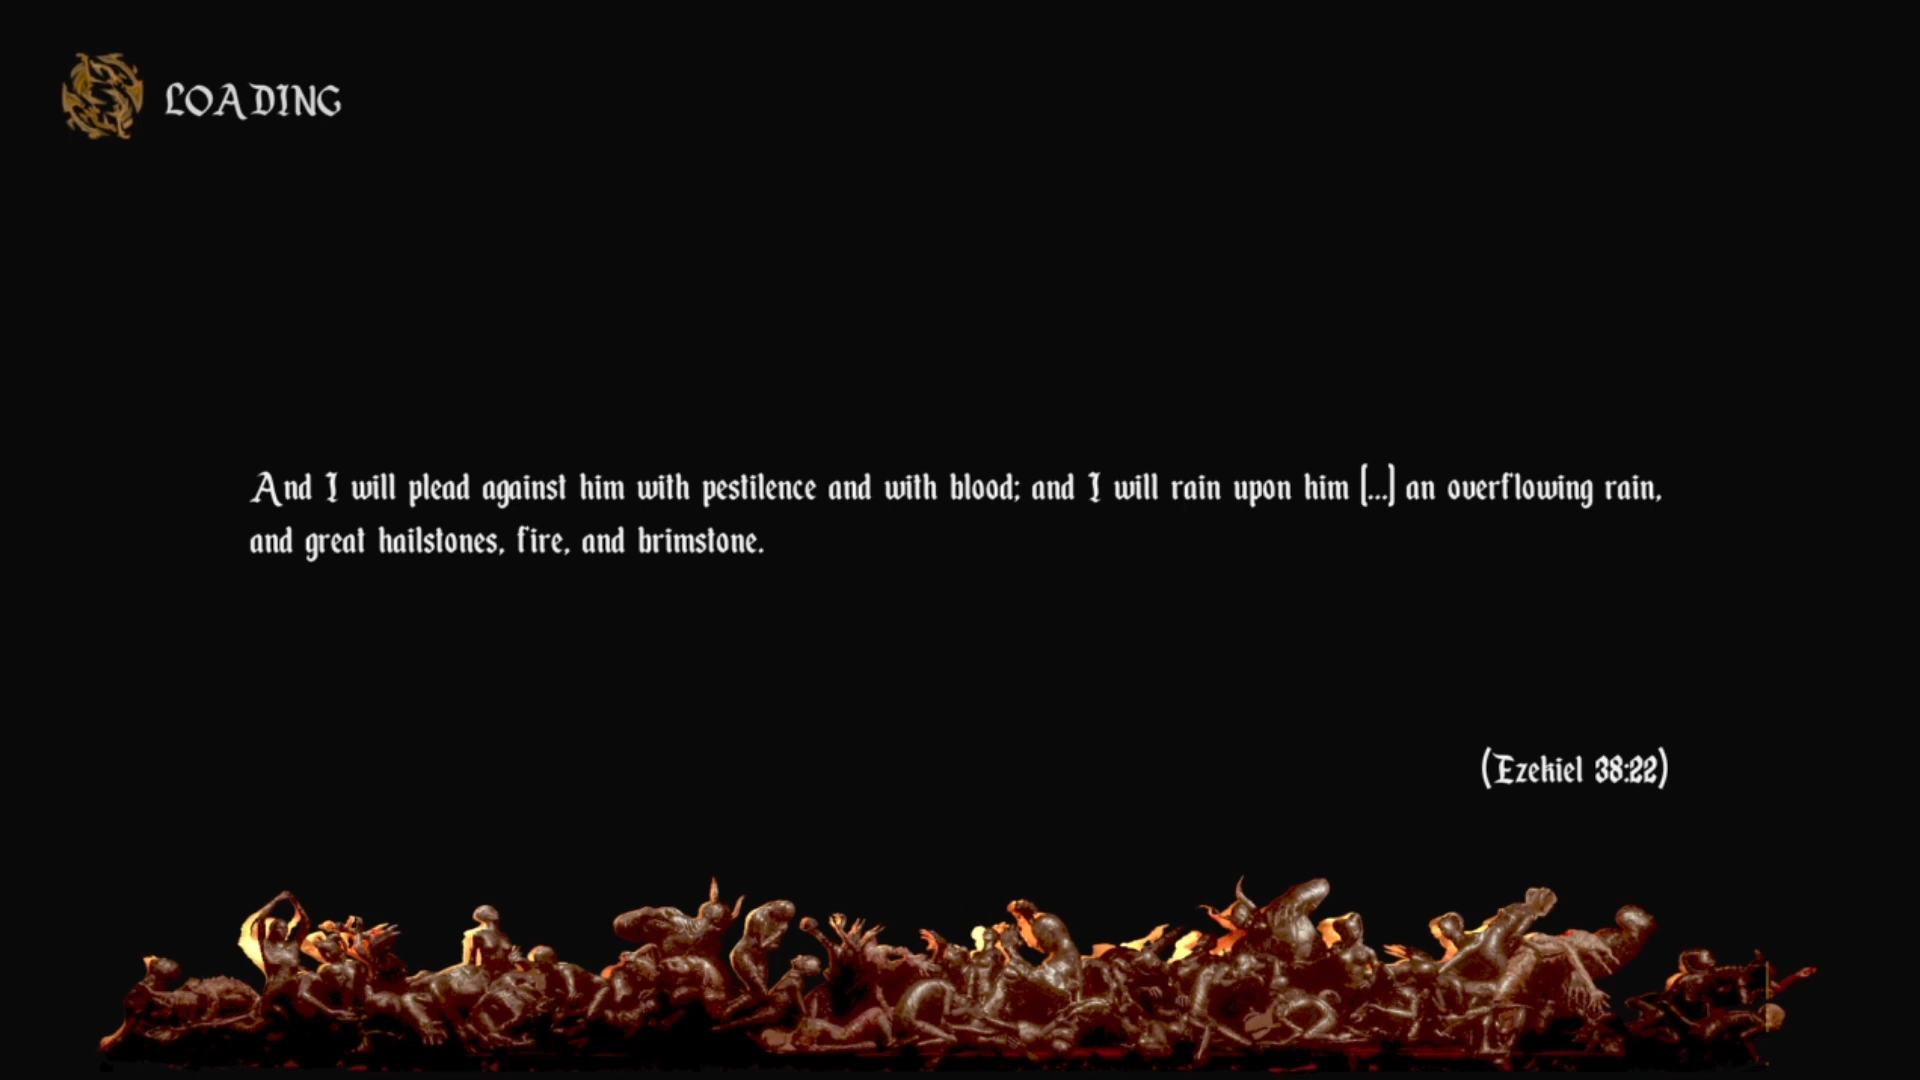 LOADING
And I will plead against him with pestilence and with blood; and I will rain upon him [...] an overflowing rain,
and great hailstones, fire, and brimstone.
(Ezekiel 38:22)